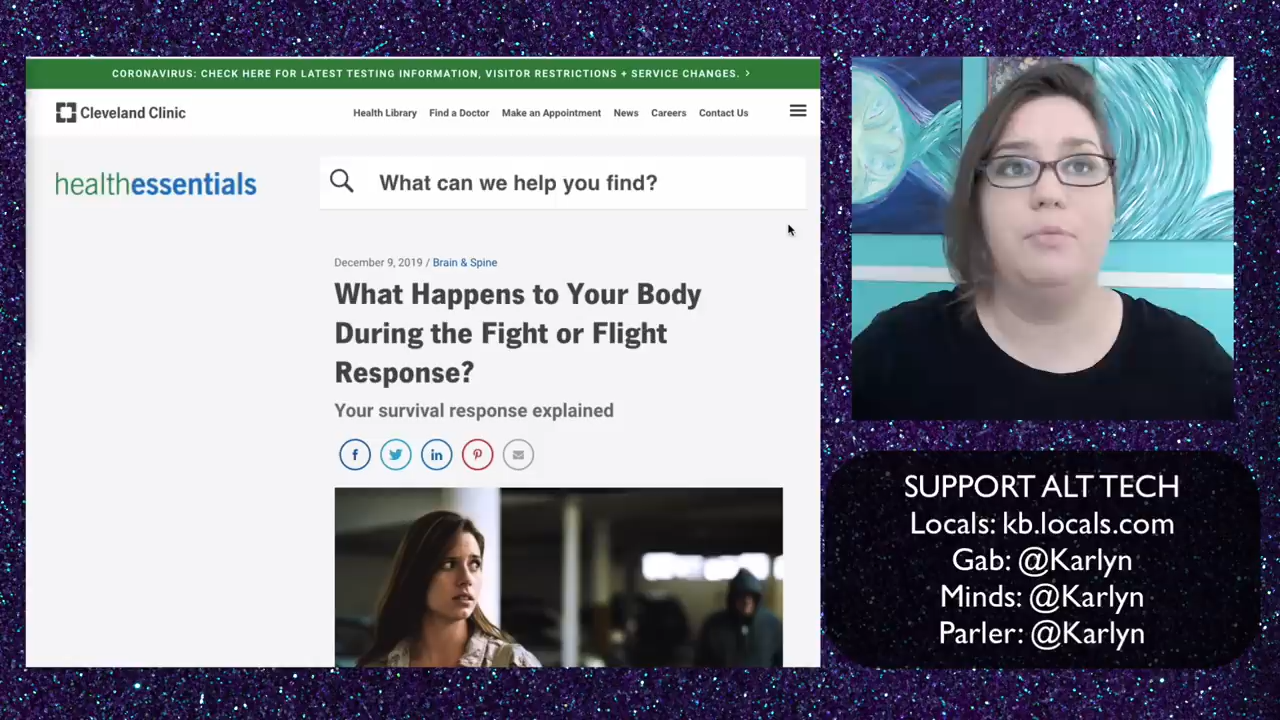 CORONAVIRUS: CHECK HERE FOR LATEST TESTING INFORMATION, VISITOR RESTRICTIONS + SERVICE CHANGES. >
Cleveland Clinic
Health Library Find a Doctor Make an Appointment News Careers Contact Us
healthessentials
What can we help you find?
December 9, 2019 / Brain & Spine
What Happens to Your Body
During the Fight or Flight
Response?
Your survival response explained
f
in
SUPPORT ALT TECH
Locals: kb.locals.com
Gab: @Karlyn
Minds: @Karlyn
Parler: @Karlyn